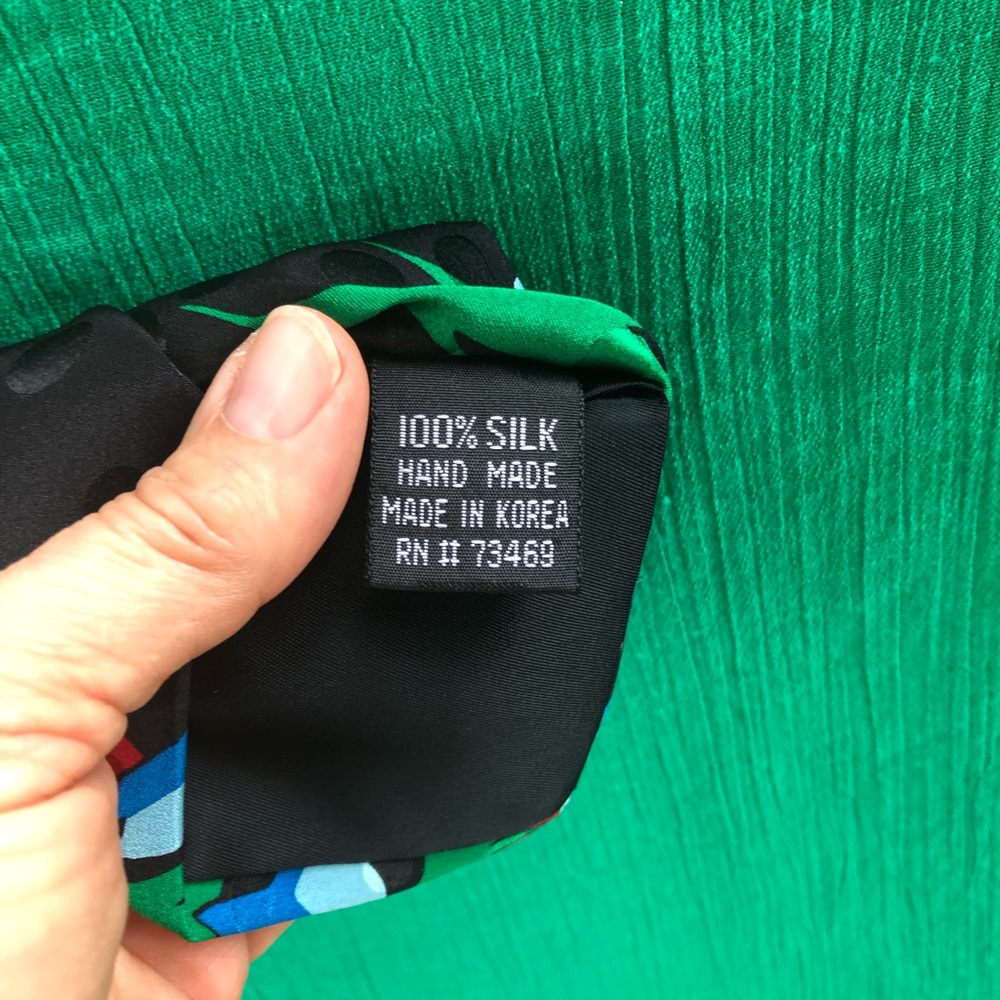 100% SILK
HAND MADE
MADE IN KOREA
RN # 73469